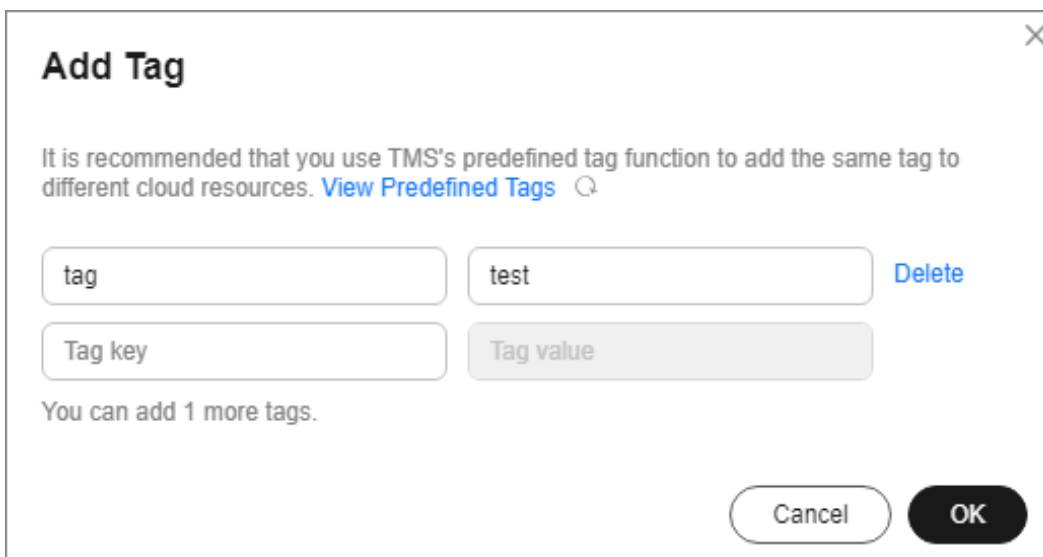 Add Tag
It is recommended that you use TMS's predefined tag function to add the same tag to
different cloud resources. View Predefined Tags
tag test Delete
Tag key Tag value
You can add 1 more tags.
Cancel OK